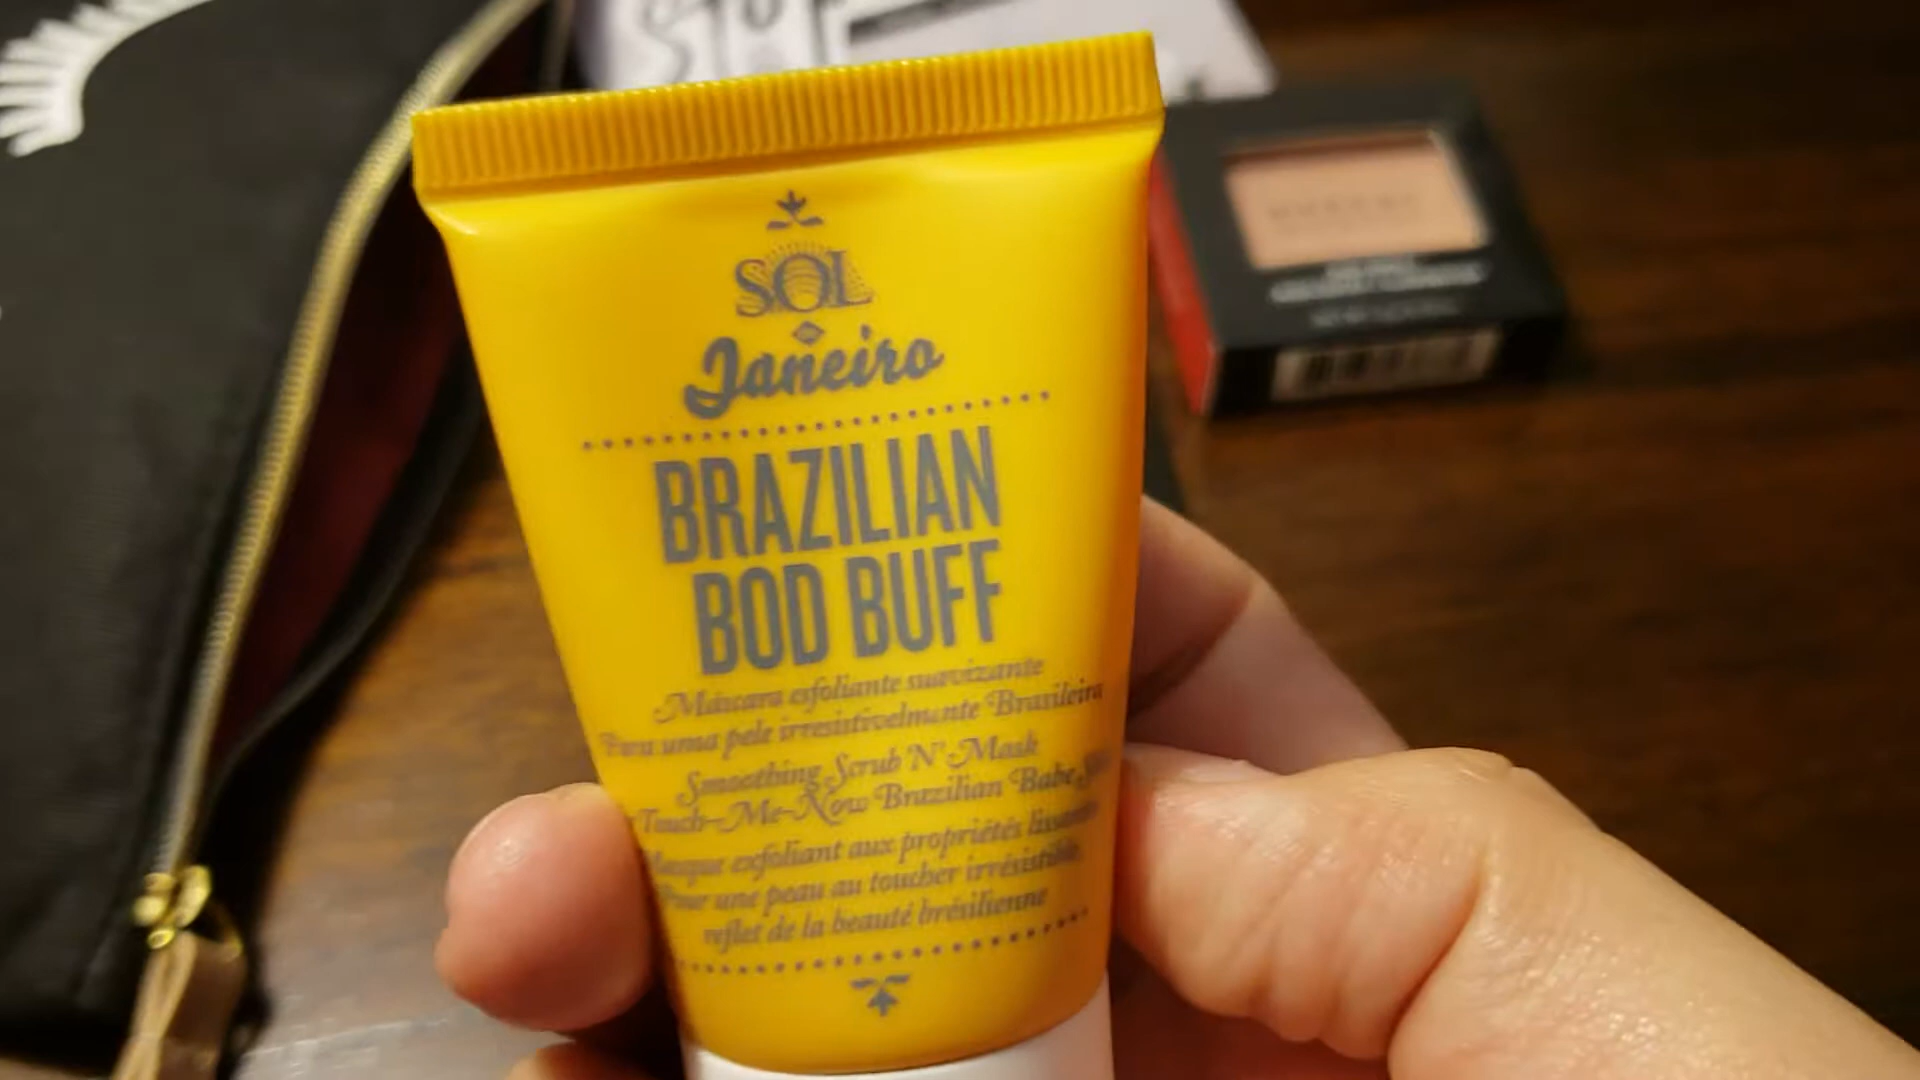 SOL
de
Janeiro
BRAZILIAN
BOD BUFF
Máscara esfoliante suavizante
Para uma pele irresistivelmente Brasileira
Smoothing Scrub N' Mask
Touch-Me-Now Brazilian Babe
Masque exfoliant aux propriétés lissantes
Pour une peau au toucher irrésistible,
reflet de la beauté brésilienne